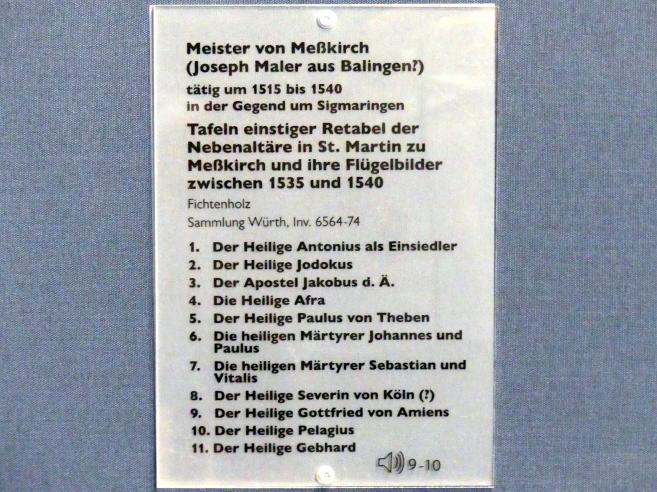 Meister von Meßkirch
(Joseph Maler aus Balingen?)
tätig um 1515 bis 1540
in der Gegend um Sigmaringen
Tafeln einstiger Retabel der
Nebenaltäre in St. Martin zu
Meßkirch und ihre Flügelbilder
zwischen 1535 und 1540
Fichtenholz
Sammlung Würth, Inv. 6564-74
1. Der Heilige Antonius als Einsiedler
2. Der Heilige Jodokus
3. Der Apostel Jakobus d. Ä.
4. Die Heilige Afra
5. Der Heilige Paulus von Theben
6. Die heiligen Märtyrer Johannes und
Paulus
7. Die heiligen Märtyrer Sebastian und
Vitalis
8. Der Heilige Severin von Köln (?)
9. Der Heilige Gottfried von Amiens
10. Der Heilige Pelagius
11. Der Heilige Gebhard
9-10